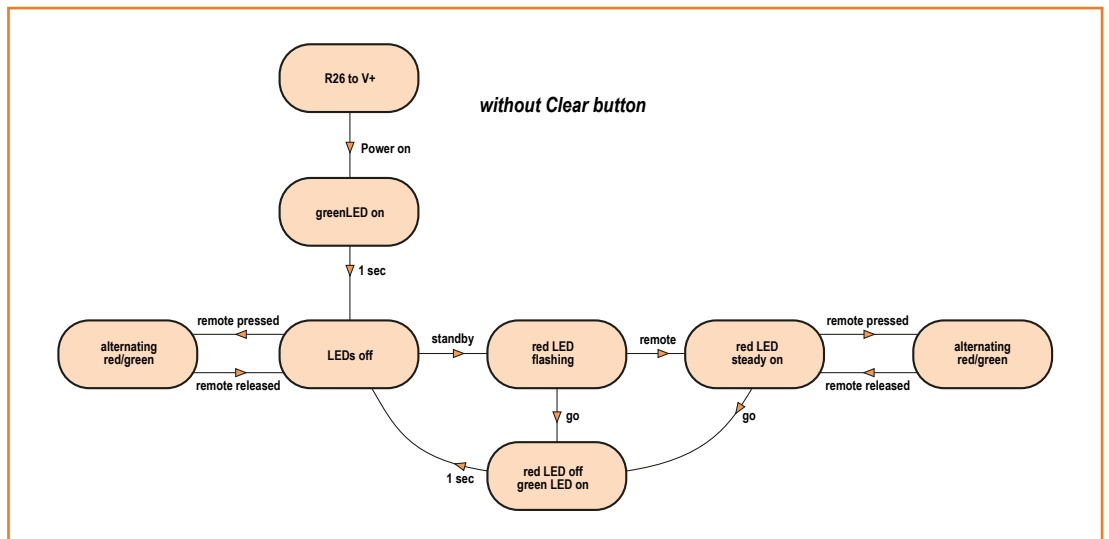 R26 to V+
without Clear button
Power on
greenLED on
1 sec
remote pressed
alternating
red/green
remote released
LEDs off
standby
red LED
flashing
remote
red LED
steady on
remote pressed
alternating
red/green
remote released
go
go
1 sec
red LED off
green LED on